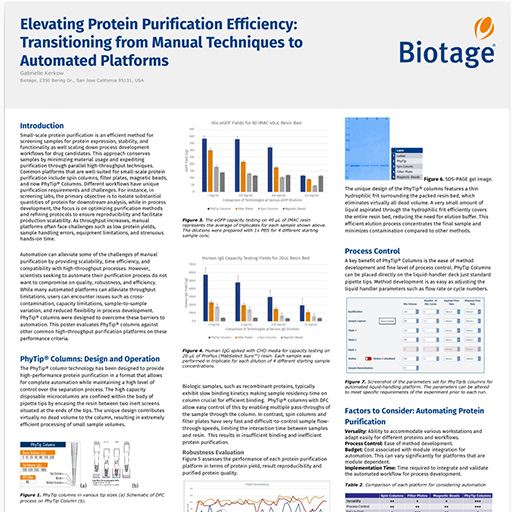 Elevating Protein Purification Efficiency:
Transitioning from Manual Techniques to
Automated Platforms
Gabrielle Kerkow
Biotage, 2350 Bering Dr., San Jose California 95131, USA
Biotage
Introduction
Small-scale protein purification is an efficient method for
screening samples for protein expression, stability, and
functionality as well scaling down process development
workflows for drug candidates. This approach conserves
samples by minimizing material usage and expediting
purification through parallel high-throughput techniques.
Common platforms that are well-suited for small-scale protein
purification include spin columns, filter plates, magnetic beads,
and now PhyTip® Columns. Different workflows have unique
purification requirements and challenges. For instance, in
screening labs, the primary objective is to isolate substantial
quantities of protein for downstream analysis, while in process
development, the focus is on optimizing purification methods
and refining protocols to ensure reproducibility and facilitate
production scalability. As throughput increases, manual
platforms often face challenges such as low protein yields,
sample handling errors, equipment limitations, and strenuous
hands-on time.
Automation can alleviate some of the challenges of manual
purification by providing scalability, time efficiency, and
compatibility with high-throughput processes. However,
scientists seeking to automate their purification process do not
want to compromise on quality, robustness, and efficiency.
While many automated platforms can alleviate throughput
limitations, users can encounter issues such as cross-
contamination, capacity limitations, sample-to-sample
variation, and reduced flexibility in process development.
PhyTip® columns were designed to overcome these barriers to
automation. This poster evaluates PhyTip® columns against
other common high-throughput purification platforms on these
performance criteria.
PhyTip® Columns: Design and Operation
The PhyTip® column technology has been designed to provide
high-performance protein purification in a format that allows
for complete automation while maintaining a high level of
control over the separation process. The high capacity
disposable microcolumns are confined within the body of
pipette tips by encasing the resin between two inert screens
situated at the ends of the tips. The unique design contributes
virtually no dead volume to the column, resulting in extremely
efficient processing of small sample volumes.
PhyTip Column
Figure 1. PhyTip columns in various tip sizes (a) Schematic of DPC
process on PhyTip Column (b).
His-eGFP Yields for Ni-IMAC 40uL Resin Bed
Comparison of Technologies at Various Dilution
Figure 3. The eGFP capacity testing on 40 µL of IMAC resin
represents the average of triplicates for each sample shown above.
The dilutions were prepared with 1x PBS for 4 different starting
sample conc.
Human IgG Capacity Yields for 20uL Resin Bed
Comparison of Technologies at Various Dilution
Figure 4. Human IgG spiked with CHO media for capacity testing on
20 µL of ProPlus (MabSelect Sure™) resin. Each sample was
performed in triplicate for each dilution of 4 different starting sample
concentrations.
Biologic samples, such as recombinant proteins, typically
exhibit slow binding kinetics making sample residency time on
column crucial for efficient binding. PhyTip® columns with DPC
allow easy control of this by enabling multiple pass-throughs of
the sample through the column. In contrast, spin columns and
filter plates have very fast and difficult-to-control sample flow-
through speeds, limiting the interaction time between samples
and resin. This results in insufficient binding and inefficient
protein purification.
Robustness Evaluation
Figure 5 assesses the performance of each protein purification
platform in terms of protein yield, result reproducibility and
purified protein quality.
Figure 6. SDS-PAGE gel image.
The unique design of the PhyTip® columns features a thin
hydrophilic frit surrounding the packed resin bed, which
eliminates virtually all dead volume. A very small amount of
liquid aspirated through the hydrophilic frit efficiently covers
the entire resin bed, reducing the need for elution buffer. This
efficient elution process concentrates the final sample and
minimizes contamination compared to other methods.
Process Control
A key benefit of PhyTip® Columns is the ease of method
development and fine level of process control. PhyTip Columns
can be placed directly on the liquid-handler deck just standard
pipette tips. Method development is as easy as adjusting the
liquid handler parameters such as flow rate or cycle numbers.
Figure 7. Screenshot of the parameters set for PhyTip® columns for
automated liquid-handling platform. The parameters can be altered
to meet specific requirements of the experiment prior to each run.
Factors to Consider: Automating Protein
Purification
Versality: Ability to accommodate various workstations and
adapt easily for different proteins and workflows.
Process Control: Ease of method development.
Budget: Cost associated with module integration for
automation. This can vary significantly for platforms that are
module dependent.
Implementation Time: Time required to integrate and validate
the automated workflow for process development.
Table 2. Comparison of each platform for considering automation
Spin Columns Filter Plates Magnetic Beads PhyTip Columns
Versality
Process Control